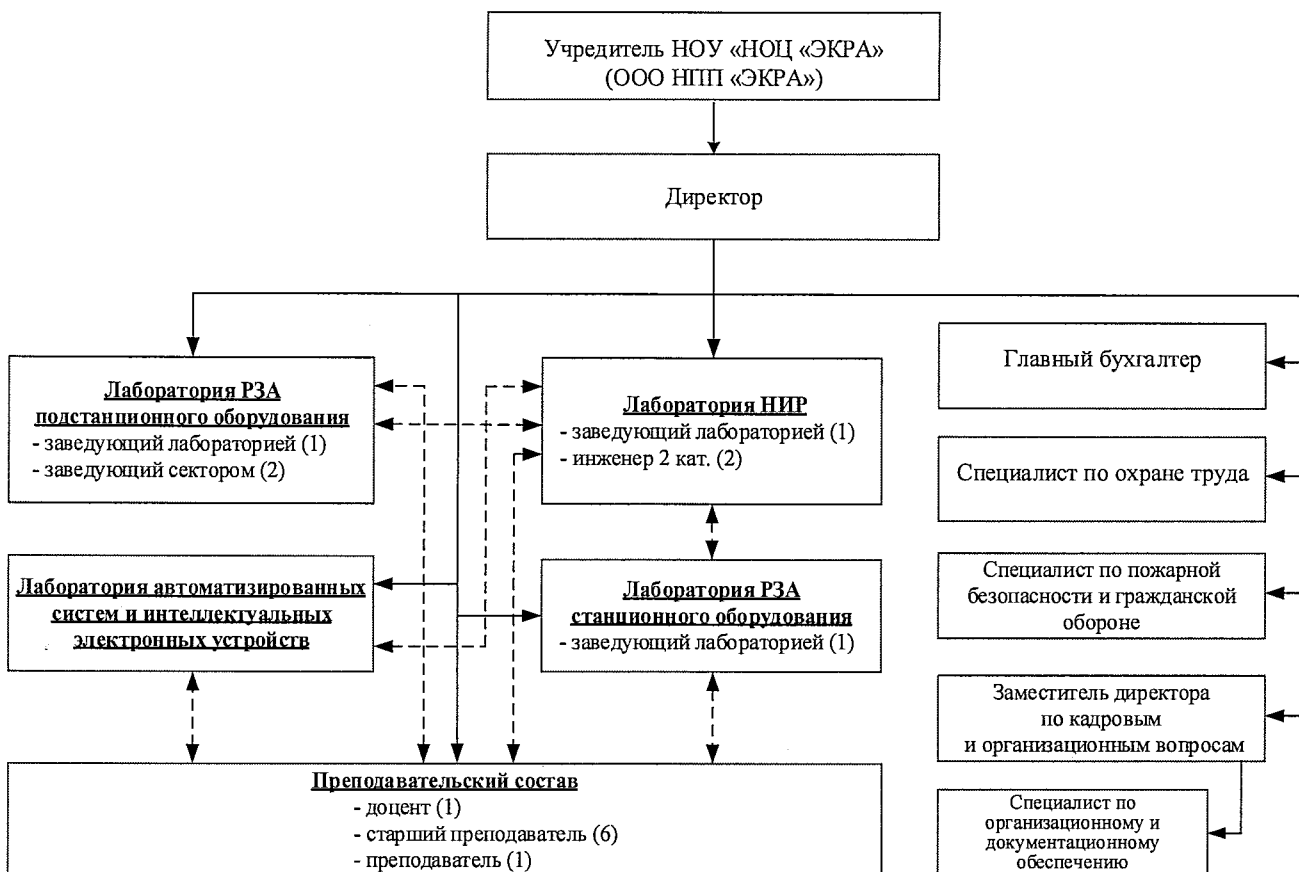 Учредитель НОУ «НОЦ «ЭКРА»
(ООО НПП «ЭКРА»)
Директор
Лаборатория РЗА
подстанционного оборудования
- заведующий лабораторией (1)
- заведующий сектором (2)
Лаборатория НИР
- заведующий лабораторией (1)
- инженер 2 кат. (2)
Главный бухгалтер
Специалист по охране труда
Лаборатория автоматизированных
систем и интеллектуальных
электронных устройств
Лаборатория РЗА
станционного оборудования
- заведующий лабораторией (1)
Специалист по пожарной
безопасности и гражданской
обороне
Заместитель директора
по кадровым
и организационным вопросам
Преподавательский состав
- доцент (1)
- старший преподаватель (6)
- преподаватель (1)
Специалист по
организационному и
документационному
обеспечению